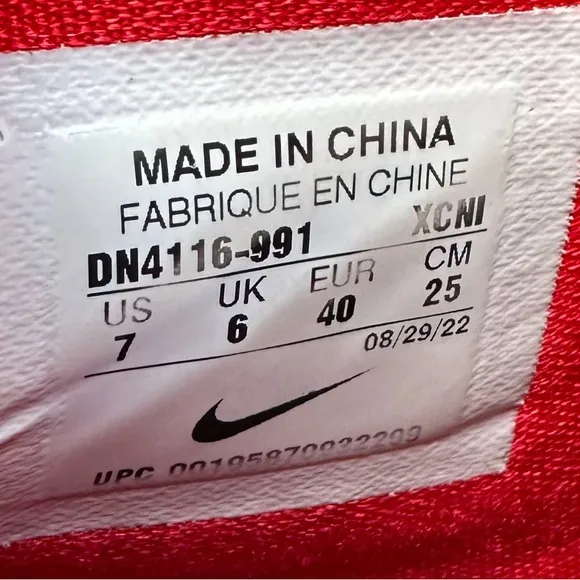 MADE IN CHINA
FABRIQUE EN CHINE
DN4116-991 XCNI
US UK EUR CM
7 6 40 25
08/29/22
UPC